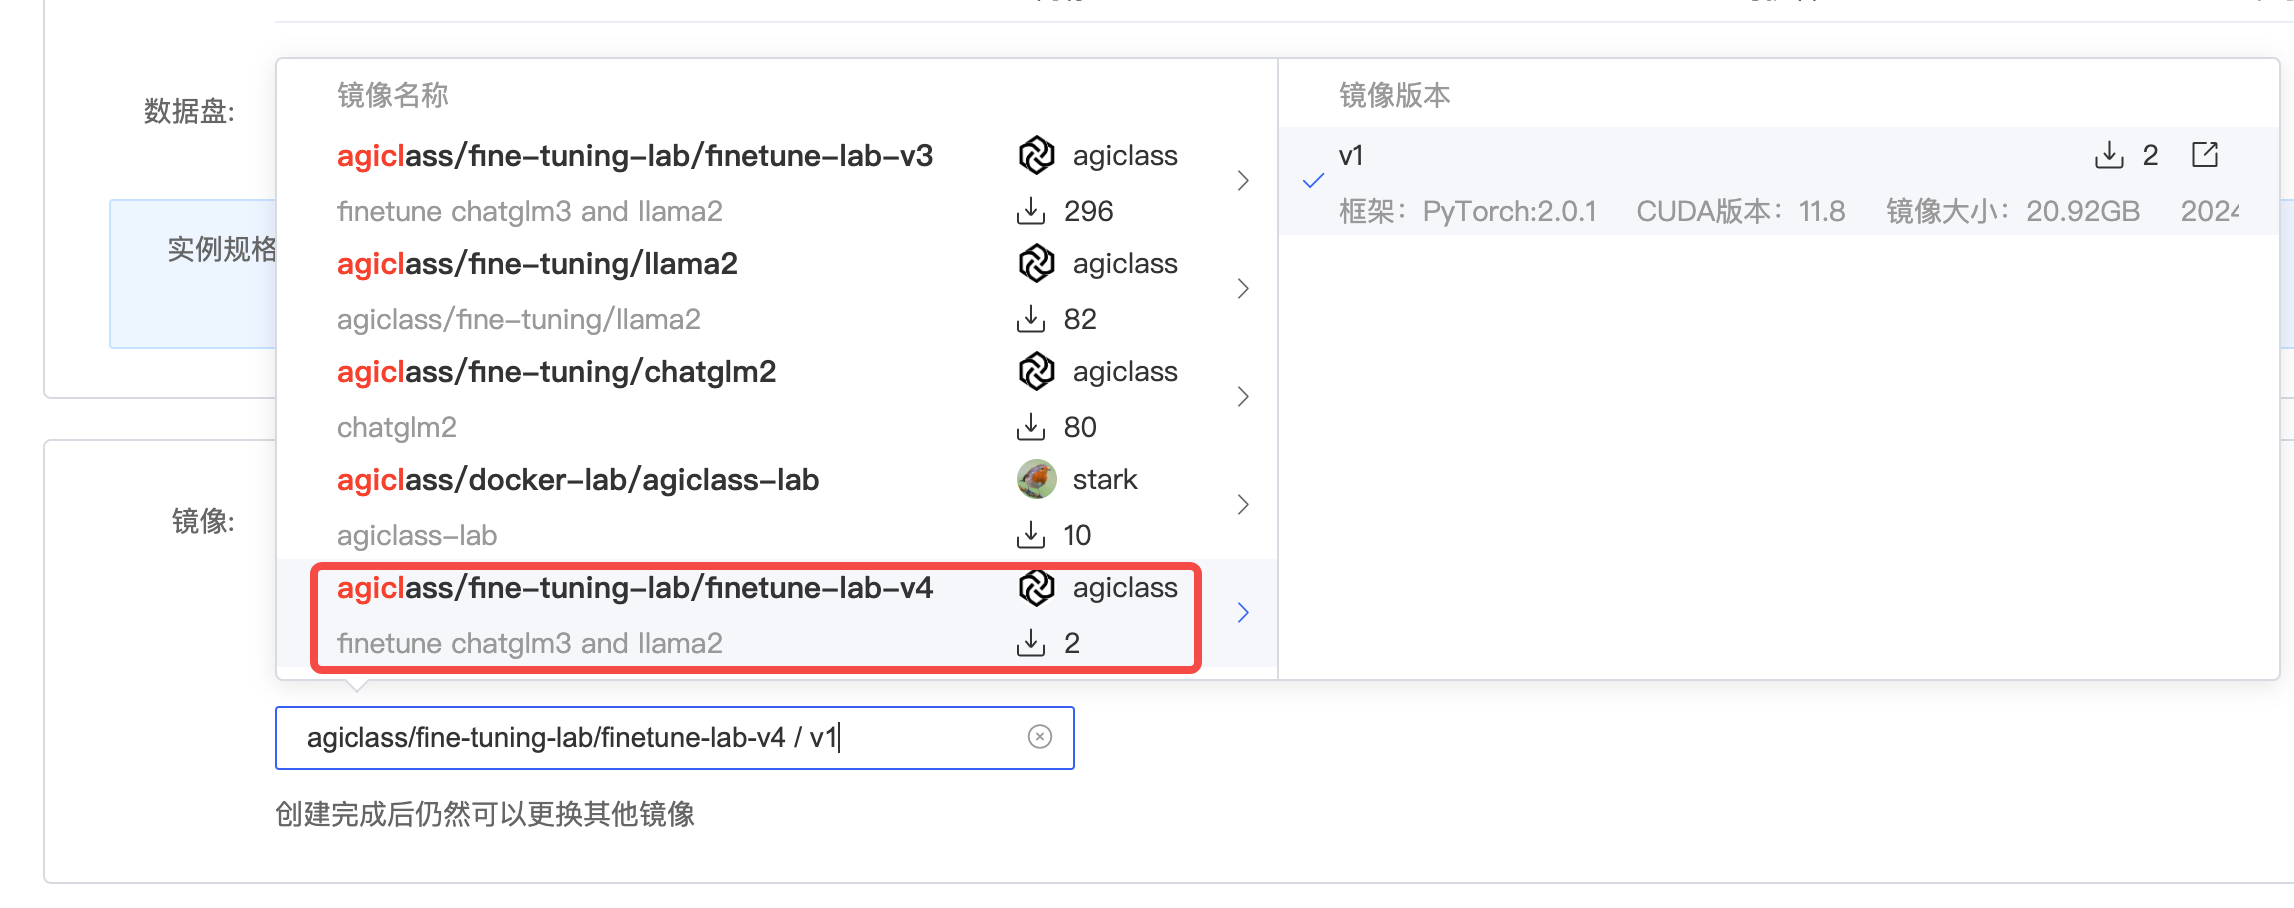 数据盘:
实例规格
镜像名称
agiclass/fine-tuning-lab/finetune-lab-v3 agiclass
finetune chatglm3 and llama2 296
agiclass/fine-tuning/llama2 agiclass
agiclass/fine-tuning/llama2 82
agiclass/fine-tuning/chatglm2 agiclass
chatglm2 80
agiclass/docker-lab/agiclass-lab stark
agiclass-lab 10
agiclass/fine-tuning-lab/finetune-lab-v4 agiclass
finetune chatglm3 and llama2 2
镜像版本
v1 2
框架：PyTorch:2.0.1 CUDA版本：11.8 镜像大小：20.92GB 2024
镜像:
agiclass/fine-tuning-lab/finetune-lab-v4 / v1
创建完成后仍然可以更换其他镜像